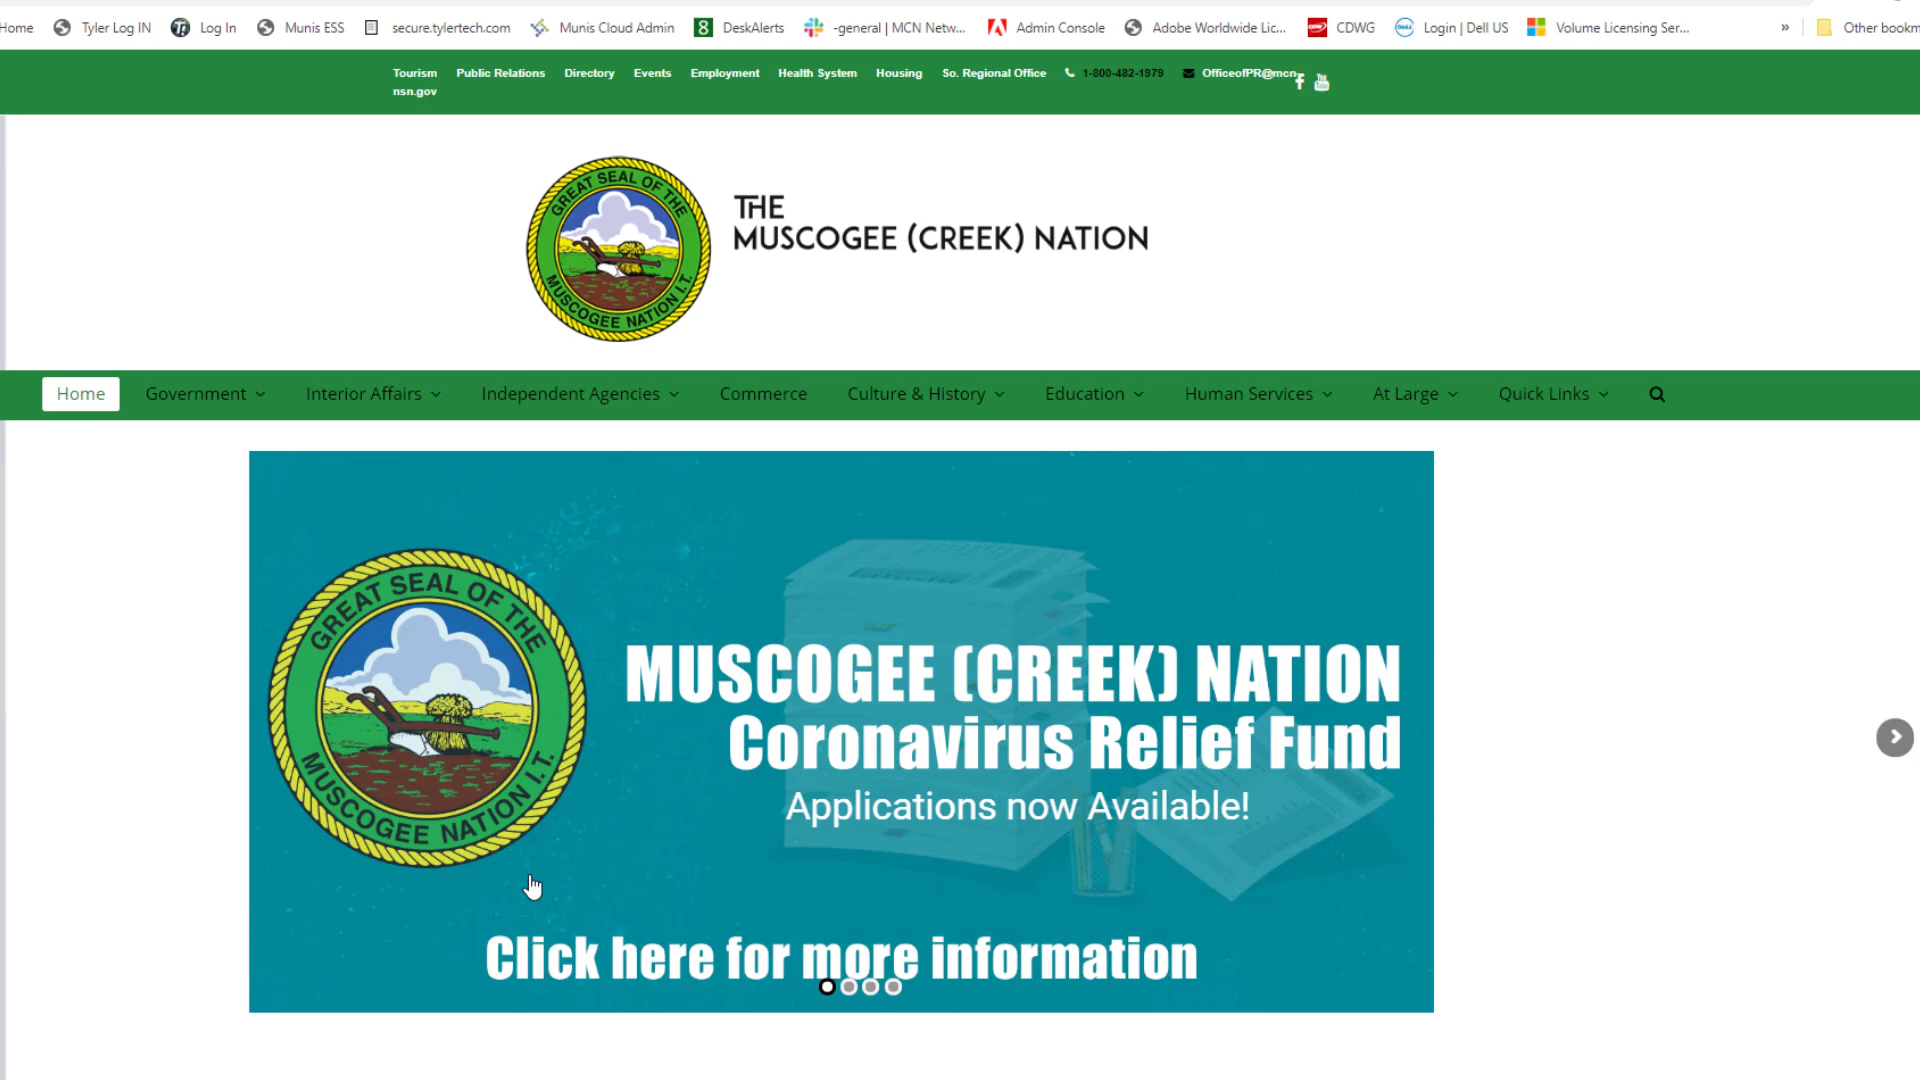 Home Tyler Log IN Log In Munis ESS secure.tylertech.com Munis Cloud Admin DeskAlerts -general | MCN Netw... Admin Console Adobe Worldwide Lic... CDWG Login | Dell US Volume Licensing Ser... » Other bookm
Tourism Public Relations Directory Events Employment Health System Housing So. Regional Office 1-800-482-1979 OfficeofPR@mcn-
nsn.gov
GREAT SEAL OF THE
MUSCOGEE NATION I.T.
THE
MUSCOGEE (CREEK) NATION
Home Government Interior Affairs Independent Agencies Commerce Culture & History Education Human Services At Large Quick Links
GREAT SEAL OF THE
MUSCOGEE NATION I.T.
MUSCOGEE (CREEK) NATION
Coronavirus Relief Fund
Applications now Available!
Click here for more information